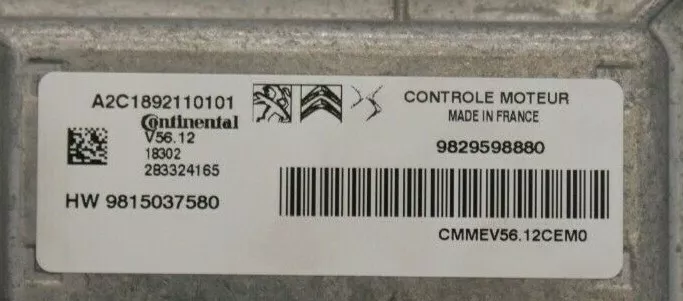 A2C1892110101
Continental
V56.12
18302
283324165
HW 9815037580
CONTROLE MOTEUR
MADE IN FRANCE
9829598880
CMMEV56.12CEM0